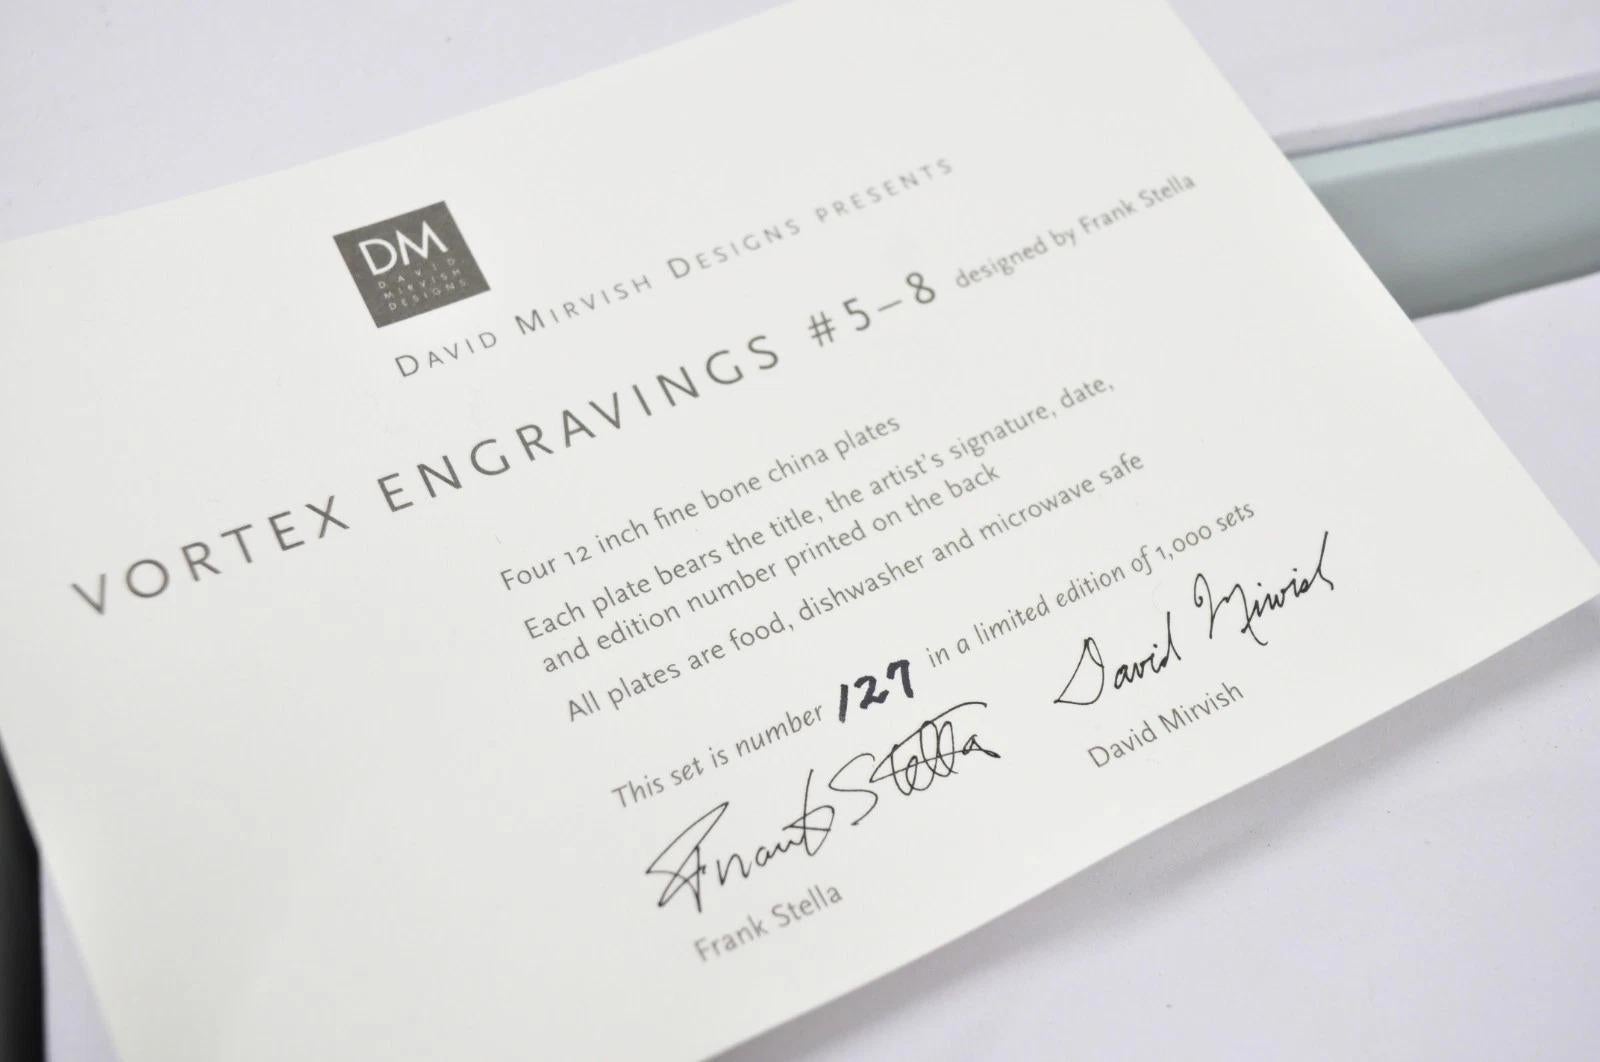 DM
DAVID
MIRVISH
DESIGNS
DAVID MIRVISH DESIGNS PRESENTS
VORTEX ENGRAVINGS #5–8 designed by Frank Stella
Four 12 inch fine bone china plates
Each plate bears the title, the artist's signature, date,
and edition number printed on the back
All plates are food, dishwasher and microwave safe
This set is number 127 in a limited edition of 1,000 sets
Frank Stella David Mirvish
Frank Stella David Mirvish